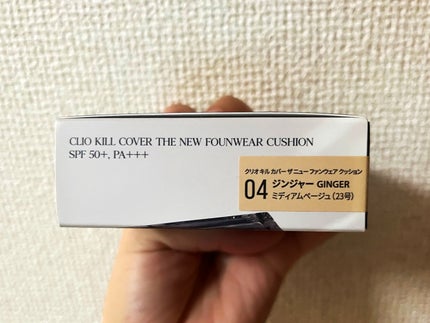 CLIO KILL COVER THE NEW FOUNWEAR CUSHION
SPF 50+, PA+++
クリオ キル カバー ザ ニュー ファンウェア クッション
04 ジンジャー GINGER
ミディアムベージュ（23号）